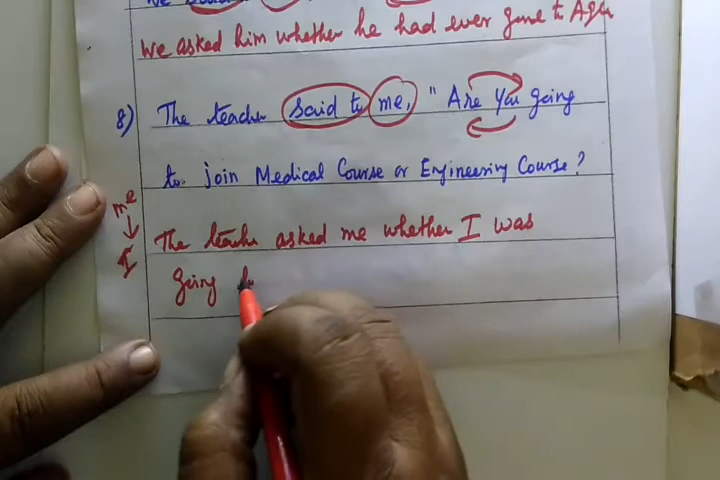 We asked him whether he had ever gone to Agra
8) The teacher said to me, " Are You going
to join Medical Course or Engineering Course?
me
↓
I
The teacher asked me whether I was
Going